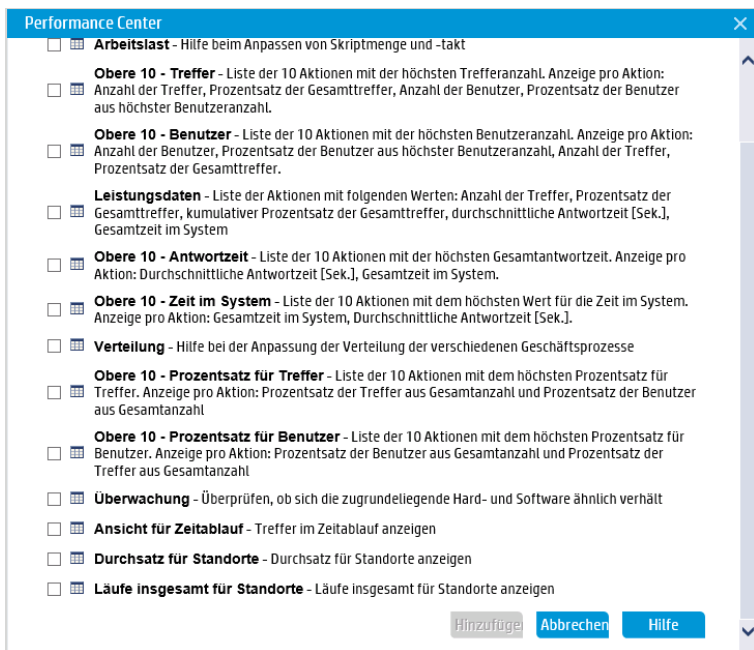 Performance Center
Arbeitslast - Hilfe beim Anpassen von Skriptmenge und -takt
Obere 10 - Treffer - Liste der 10 Aktionen mit der höchsten Trefferanzahl. Anzeige pro Aktion:
Anzahl der Treffer, Prozentsatz der Gesamttreffer, Anzahl der Benutzer, Prozentsatz der Benutzer
aus höchster Benutzeranzahl.
Obere 10 - Benutzer - Liste der 10 Aktionen mit der höchsten Benutzeranzahl. Anzeige pro Aktion:
Anzahl der Benutzer, Prozentsatz der Benutzer aus höchster Benutzeranzahl, Anzahl der Treffer,
Prozentsatz der Gesamttreffer.
Leistungsdaten - Liste der Aktionen mit folgenden Werten: Anzahl der Treffer, Prozentsatz der
Gesamttreffer, kumulativer Prozentsatz der Gesamttreffer, durchschnittliche Antwortzeit [Sek.],
Gesamtzeit im System
Obere 10 - Antwortzeit - Liste der 10 Aktionen mit der höchsten Gesamtantwortzeit. Anzeige pro
Aktion: Durchschnittliche Antwortzeit [Sek.], Gesamtzeit im System.
Obere 10 - Zeit im System - Liste der 10 Aktionen mit dem höchsten Wert für die Zeit im System.
Anzeige pro Aktion: Gesamtzeit im System, Durchschnittliche Antwortzeit [Sek.].
Verteilung - Hilfe bei der Anpassung der Verteilung der verschiedenen Geschäftsprozesse
Obere 10 - Prozentsatz für Treffer - Liste der 10 Aktionen mit dem höchsten Prozentsatz für
Treffer. Anzeige pro Aktion: Prozentsatz der Treffer aus Gesamtanzahl und Prozentsatz der Benutzer
aus Gesamtanzahl
Obere 10 - Prozentsatz für Benutzer - Liste der 10 Aktionen mit dem höchsten Prozentsatz für
Benutzer. Anzeige pro Aktion: Prozentsatz der Benutzer aus Gesamtanzahl und Prozentsatz der
Treffer aus Gesamtanzahl
Überwachung - Überprüfen, ob sich die zugrundeliegende Hard- und Software ähnlich verhält
Ansicht für Zeitablauf - Treffer im Zeitablauf anzeigen
Durchsatz für Standorte - Durchsatz für Standorte anzeigen
Läufe insgesamt für Standorte - Läufe insgesamt für Standorte anzeigen
Hinzufüge Abbrechen Hilfe